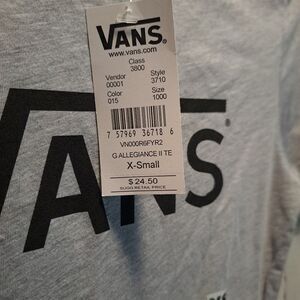 VANS
www.vans.com
Class
3800
Vendor Style
00001 3710
Color Size
015 1000
7 57969 36718 6
VN000R6FYR2
G ALLEGIANCE II TE
X-Small
$24.50
SUGG RETAIL PRICE
VANS